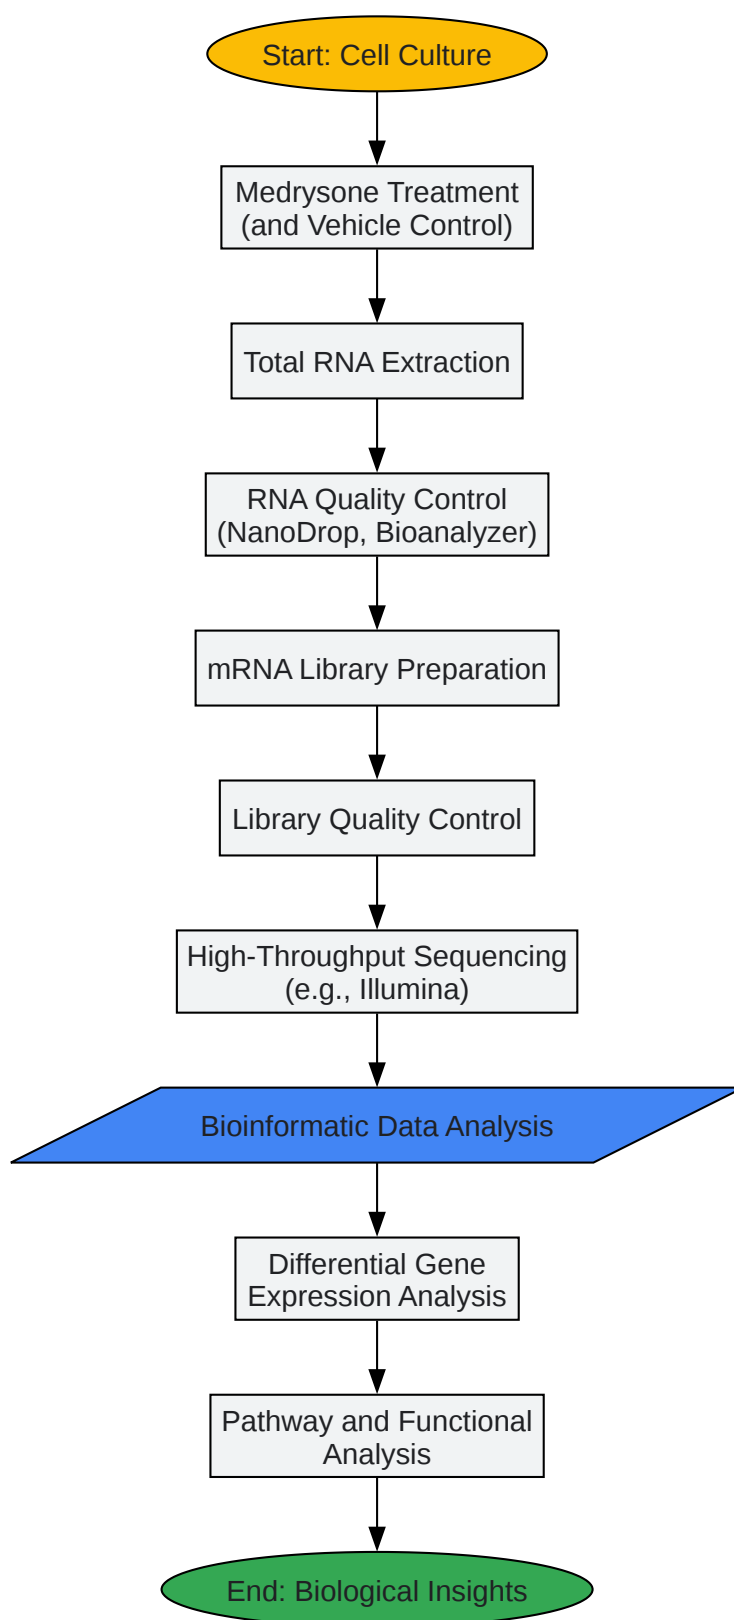 Start: Cell Culture
Medrysone Treatment
(and Vehicle Control)
Total RNA Extraction
RNA Quality Control
(NanoDrop, Bioanalyzer)
mRNA Library Preparation
Library Quality Control
High-Throughput Sequencing
(e.g., Illumina)
Bioinformatic Data Analysis
Differential Gene
Expression Analysis
Pathway and Functional
Analysis
End: Biological Insights